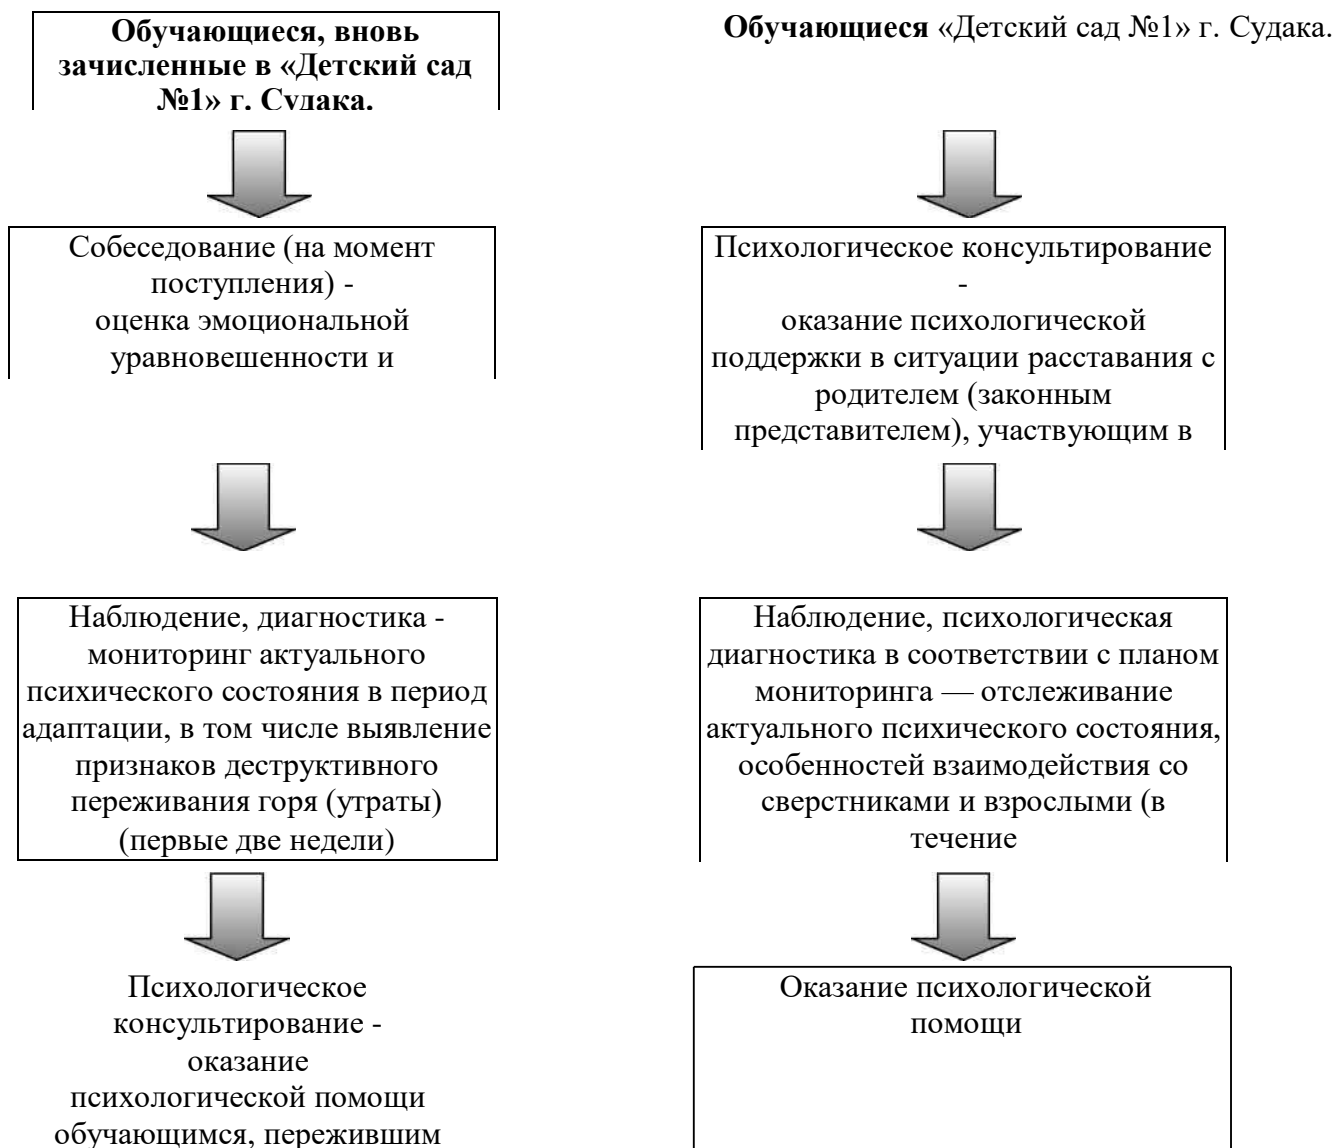 Обучающиеся, вновь
зачисленные в «Детский сад
№1» г. Судака.
Собеседование (на момент
поступления) -
оценка эмоциональной
уравновешенности и
Наблюдение, диагностика -
мониторинг актуального
психического состояния в период
адаптации, в том числе выявление
признаков деструктивного
переживания горя (утраты)
(первые две недели)
Психологическое
консультирование -
оказание
психологической помощи
обучающимся, пережившим
Обучающиеся «Детский сад №1» г. Судака.
Психологическое консультирование
-
оказание психологической
поддержки в ситуации расставания с
родителем (законным
представителем), участвующим в
Наблюдение, психологическая
диагностика в соответствии с планом
мониторинга — отслеживание
актуального психического состояния,
особенностей взаимодействия со
сверстниками и взрослыми (в
течение
Оказание психологической
помощи